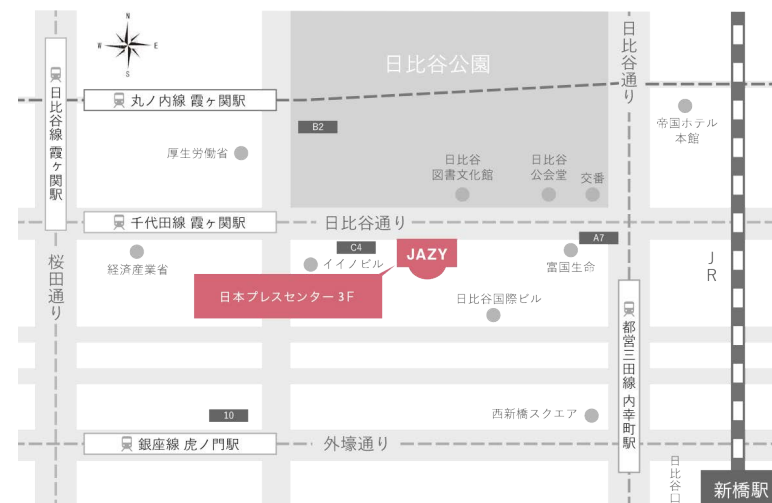 N
W
E
S
日比谷公園
日比谷通り
日比谷線 霞ヶ関駅
丸ノ内線 霞ヶ関駅
B2
帝国ホテル
本館
厚生労働省
日比谷
図書文化館
日比谷
公会堂
交番
千代田線 霞ヶ関駅
日比谷通り
A7
C4
JAZY
イイノビル
富国生命
経済産業省
桜田通り
JR
日本プレスセンター 3F
日比谷国際ビル
都営三田線 内幸町駅
10
西新橋スクエア
銀座線 虎ノ門駅
外壕通り
日比谷口
新橋駅